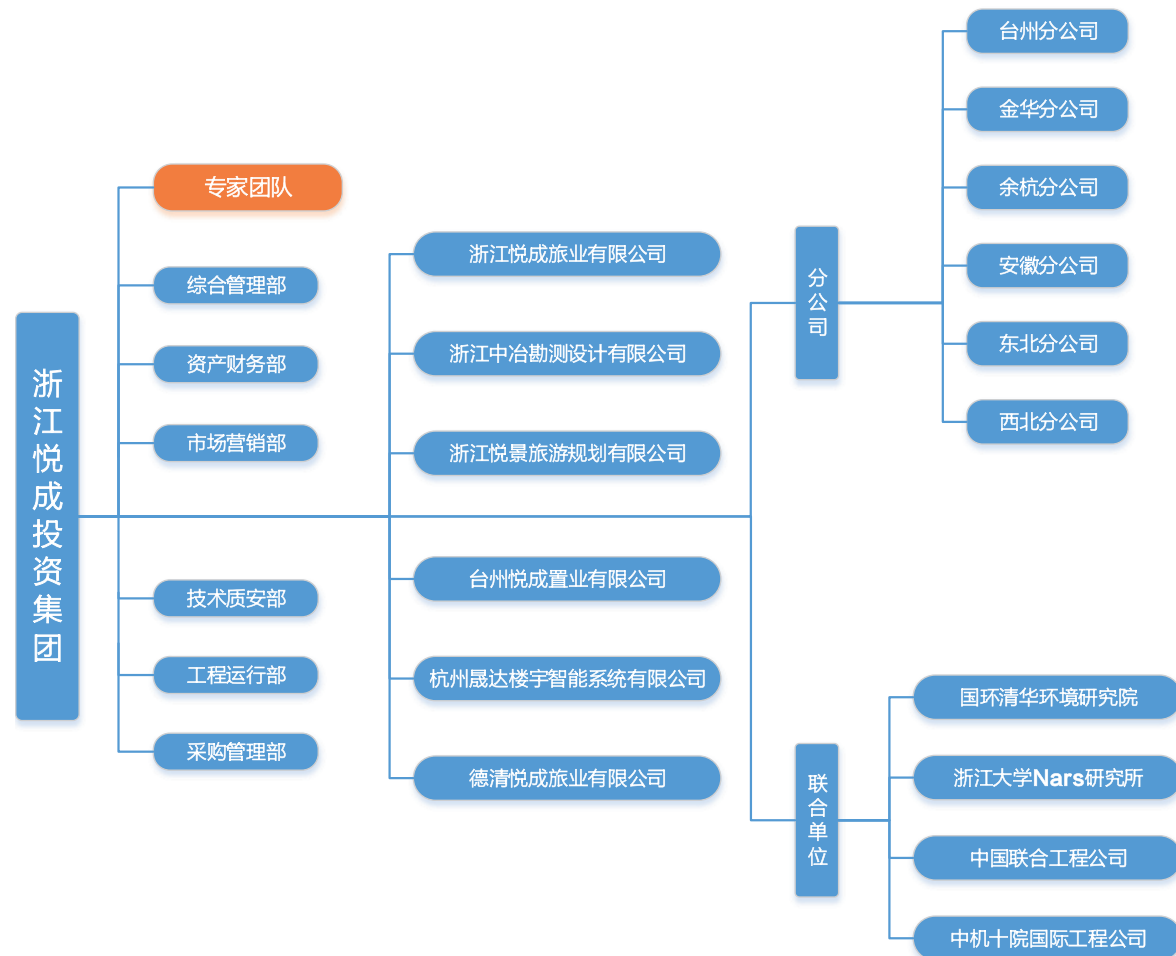 浙江悦成投资集团
专家团队
综合管理部
资产财务部
市场营销部
技术质安部
工程运行部
采购管理部
浙江悦成旅业有限公司
浙江中冶勘测设计有限公司
浙江悦景旅游规划有限公司
台州悦成置业有限公司
杭州晟达楼宇智能系统有限公司
德清悦成旅业有限公司
分公司
台州分公司
金华分公司
余杭分公司
安徽分公司
东北分公司
西北分公司
联合单位
国环清华环境研究院
浙江大学Nars研究所
中国联合工程公司
中机十院国际工程公司